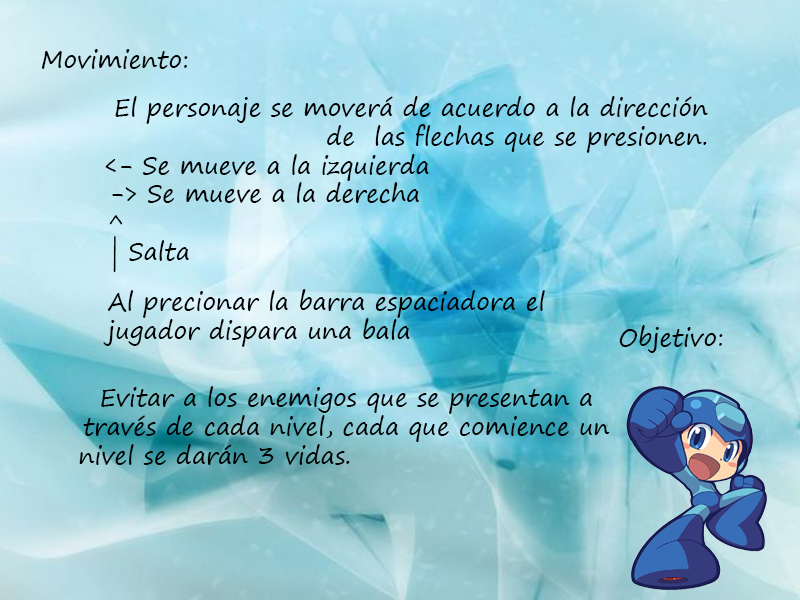 Movimiento:
El personaje se moverá de acuerdo a la dirección
de las flechas que se presionen.
<- Se mueve a la izquierda
-> Se mueve a la derecha
^
| Salta
Al precionar la barra espaciadora el
jugador dispara una bala
Objetivo:
Evitar a los enemigos que se presentan a
través de cada nivel, cada que comience un
nivel se darán 3 vidas.